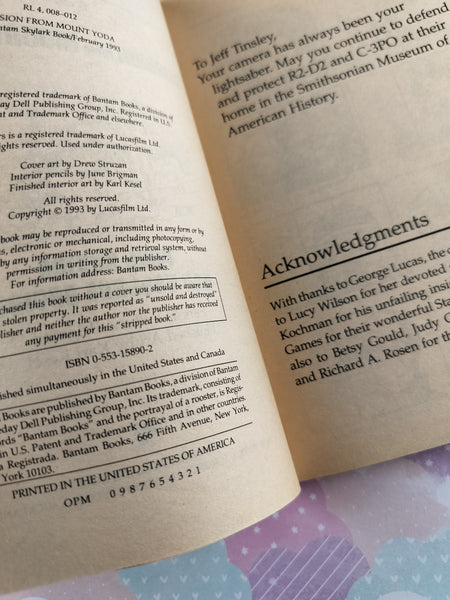 RL 4. 008–012
SION FROM MOUNT YODA
tam Skylark Book/February 1993
registered trademark of Bantam Books, a division of
day Dell Publishing Group, Inc. Registered in U.S.
ent and Trademark Office and elsewhere.
rs is a registered trademark of Lucasfilm Ltd.
ghts reserved. Used under authorization.
Cover art by Drew Struzan
Interior pencils by June Brigman
Finished interior art by Karl Kesel
All rights reserved.
Copyright © 1993 by Lucasfilm Ltd.
book may be reproduced or transmitted in any form or by
s, electronic or mechanical, including photocopying,
by any information storage and retrieval system, without
permission in writing from the publisher.
For information address: Bantam Books.
chased this book without a cover you should be aware that
stolen property. It was reported as "unsold and destroyed"
lisher and neither the author nor the publisher has received
any payment for this "stripped book."
ISBN 0-553-15890-2
lished simultaneously in the United States and Canada
Books are published by Bantam Books, a division of Bantam
eday Dell Publishing Group, Inc. Its trademark, consisting of
ords "Bantam Books" and the portrayal of a rooster, is Regis-
in U.S. Patent and Trademark Office and in other countries.
a Registrada. Bantam Books, 666 Fifth Avenue, New York,
York 10103.
PRINTED IN THE UNITED STATES OF AMERICA
OPM 0 9 8 7 6 5 4 3 2 1
To Jeff Tinsley,
Your camera has always been your
lightsaber. May you continue to defend
and protect R2-D2 and C-3PO at their
home in the Smithsonian Museum of
American History.
Acknowledgments
With thanks to George Lucas, the c
to Lucy Wilson for her devoted
Kochman for his unfailing insi
Games for their wonderful Sta
also to Betsy Gould, Judy G
and Richard A. Rosen for th